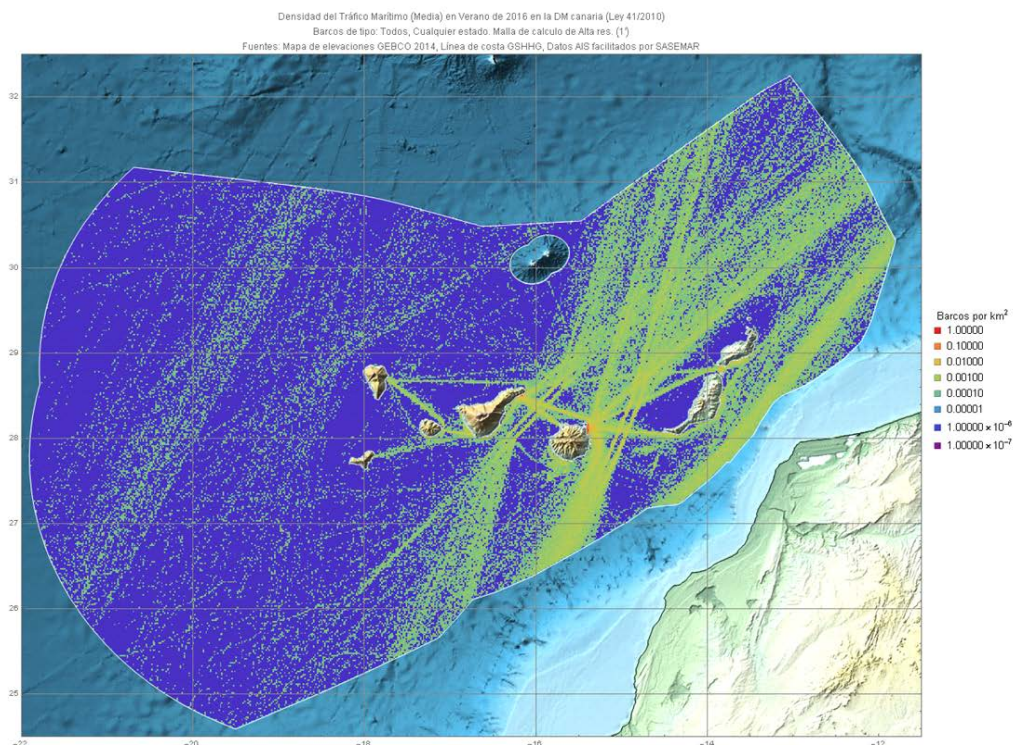 Densidad del Tráfico Marítimo (Media) en Verano de 2016 en la DM canaria (Ley 41/2010)
Barcos de tipo: Todos, Cualquier estado. Malla de calculo de Alta res. (1')
Fuentes: Mapa de elevaciones GEBCO 2014, Línea de costa GSHHG, Datos AIS facilitados por SASEMAR
32
31
30
29
28
27
26
25
Barcos por km²
1.00000
0.10000
0.01000
0.00100
0.00010
0.00001
1.00000 × 10⁻⁶
1.00000 × 10⁻⁷
-22 -20 -18 -16 -14 -12